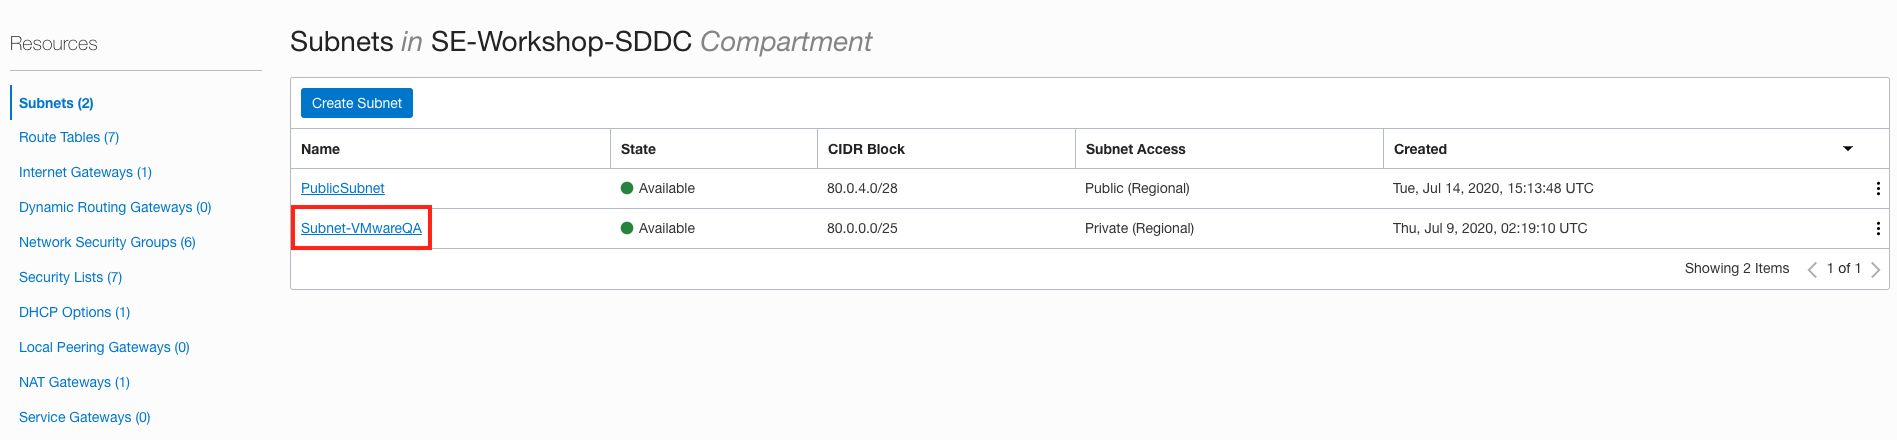 Resources
Subnets (2)
Route Tables (7)
Internet Gateways (1)
Dynamic Routing Gateways (0)
Network Security Groups (6)
Security Lists (7)
DHCP Options (1)
Local Peering Gateways (0)
NAT Gateways (1)
Service Gateways (0)
Subnets in SE-Workshop-SDDC Compartment
Create Subnet
Name State CIDR Block Subnet Access Created
PublicSubnet Available 80.0.4.0/28 Public (Regional) Tue, Jul 14, 2020, 15:13:48 UTC
Subnet-VMwareQA Available 80.0.0.0/25 Private (Regional) Thu, Jul 9, 2020, 02:19:10 UTC
Showing 2 Items 1 of 1